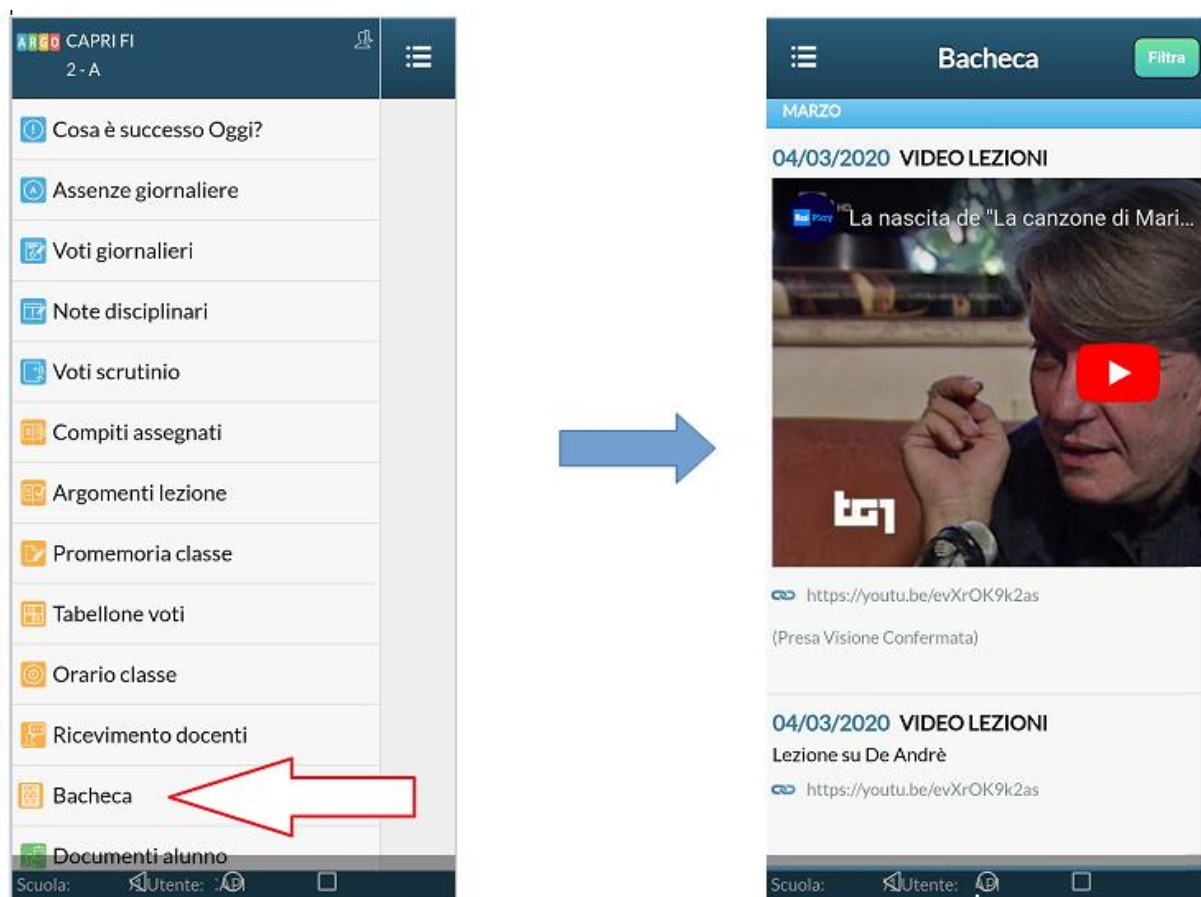 ARGO CAPRI FI
2 - A
Cosa è successo Oggi?
Assenze giornaliere
Voti giornalieri
Note disciplinari
Voti scrutinio
Compiti assegnati
Argomenti lezione
Promemoria classe
Tabellone voti
Orario classe
Ricevimento docenti
Bacheca
Documenti alunno
Scuola: Utente:
Bacheca Filtra
MARZO
04/03/2020 VIDEO LEZIONI
Rai Play HD La nascita de "La canzone di Mari...
tg1
https://youtu.be/evXrOK9k2as
(Presa Visione Confermata)
04/03/2020 VIDEO LEZIONI
Lezione su De Andrè
https://youtu.be/evXrOK9k2as
Scuola: Utente: